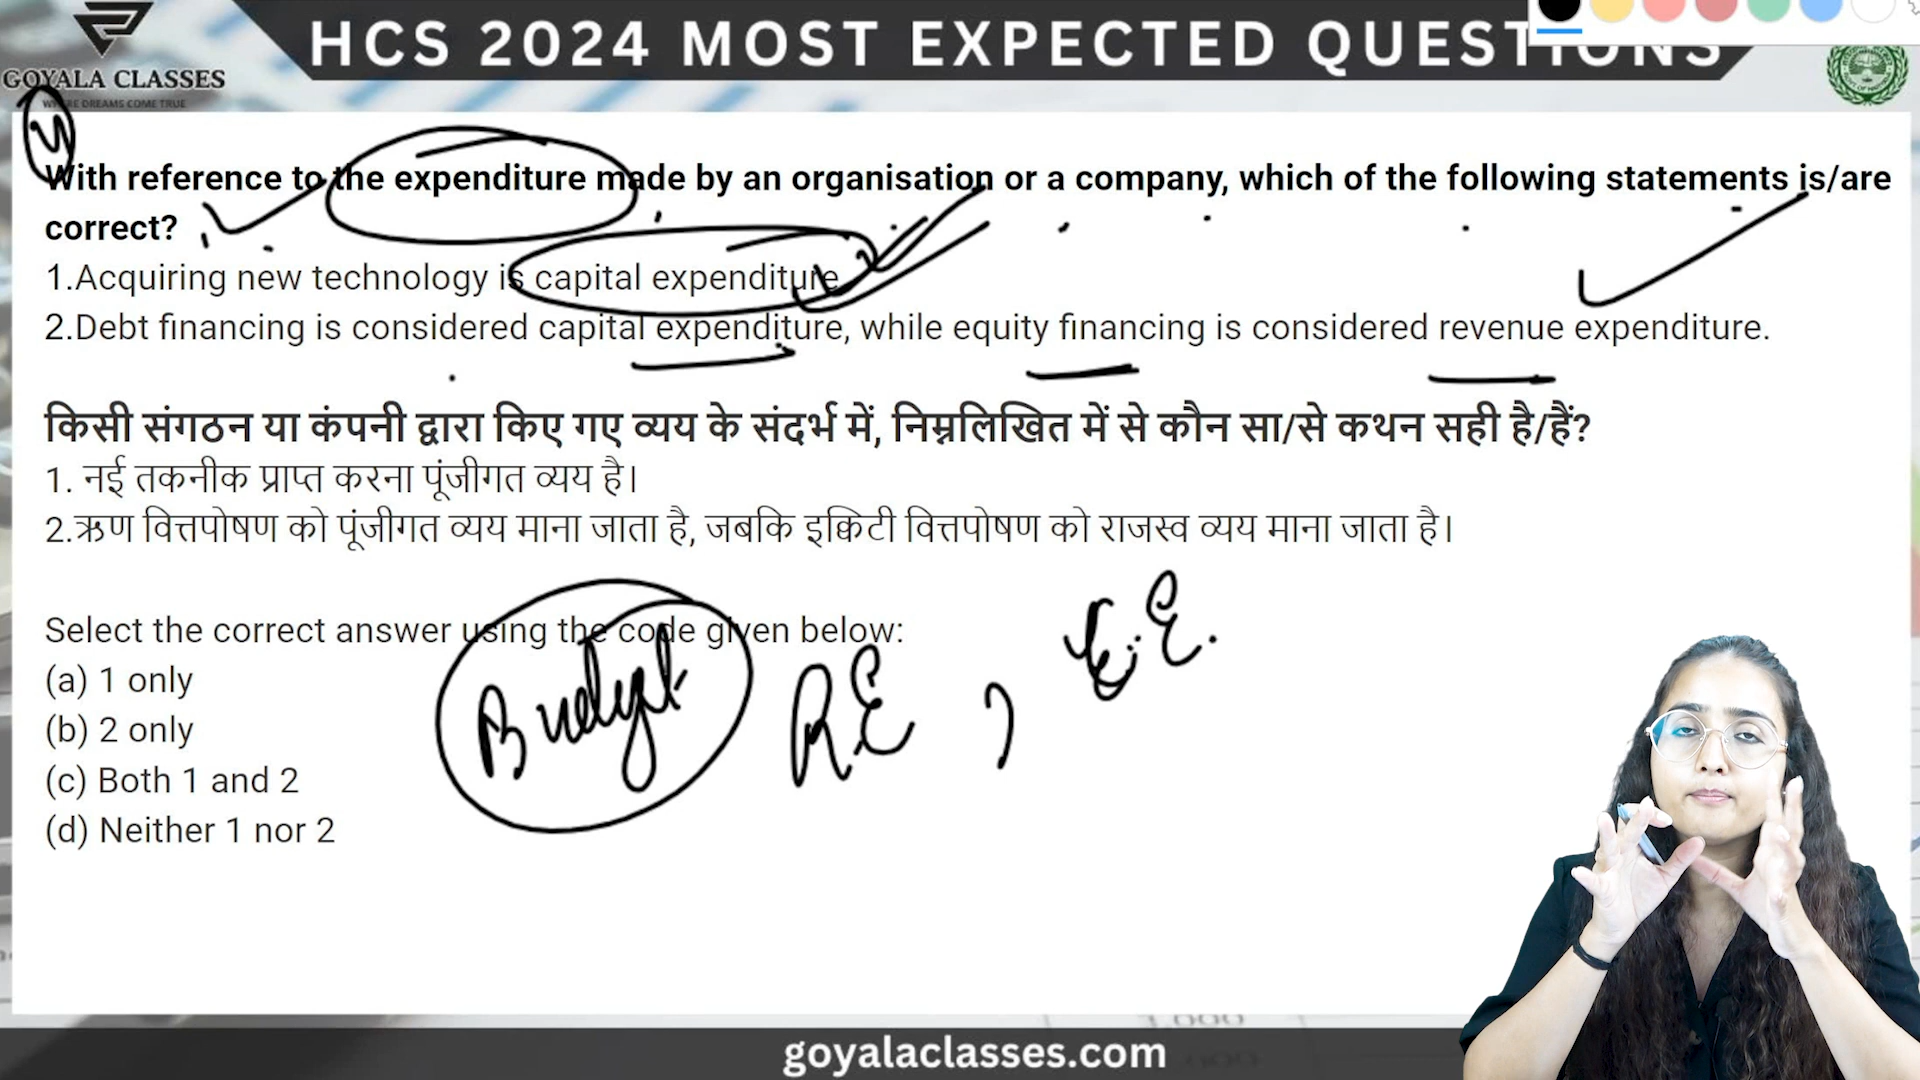 HCS 2024 MOST EXPECTED QUESTIONS
GOYALA CLASSES
WHERE DREAMS COME TRUE
With reference to the expenditure made by an organisation or a company, which of the following statements is/are
correct?
1.Acquiring new technology is capital expenditure.
2.Debt financing is considered capital expenditure, while equity financing is considered revenue expenditure.
किसी संगठन या कंपनी द्वारा किए गए व्यय के संदर्भ में, निम्नलिखित में से कौन सा/से कथन सही है/हैं?
1. नई तकनीक प्राप्त करना पूंजीगत व्यय है।
2.ऋण वित्तपोषण को पूंजीगत व्यय माना जाता है, जबकि इक्विटी वित्तपोषण को राजस्व व्यय माना जाता है।
Select the correct answer using the code given below:
(a) 1 only
(b) 2 only
(c) Both 1 and 2
(d) Neither 1 nor 2
Budget R.E ,
goyalaclasses.com